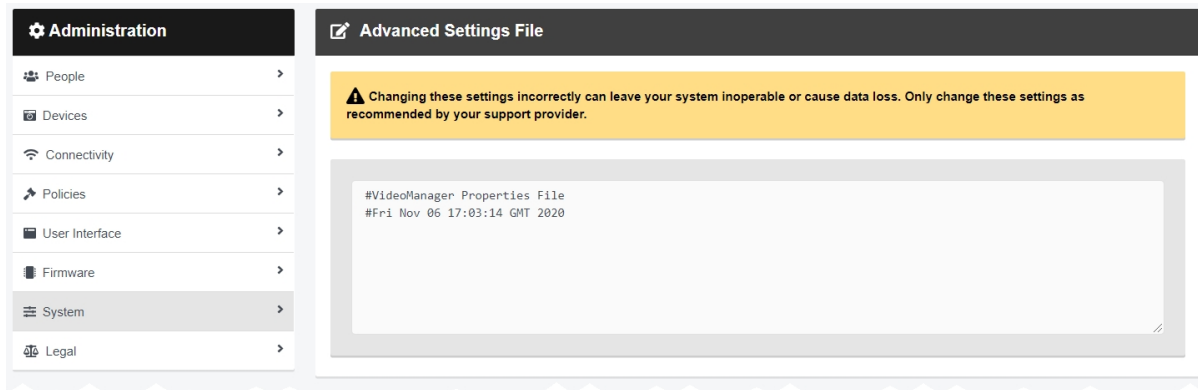 Administration
People
Devices
Connectivity
Policies
User Interface
Firmware
System
Legal
Advanced Settings File
Changing these settings incorrectly can leave your system inoperable or cause data loss. Only change these settings as
recommended by your support provider.
#VideoManager Properties File
#Fri Nov 06 17:03:14 GMT 2020